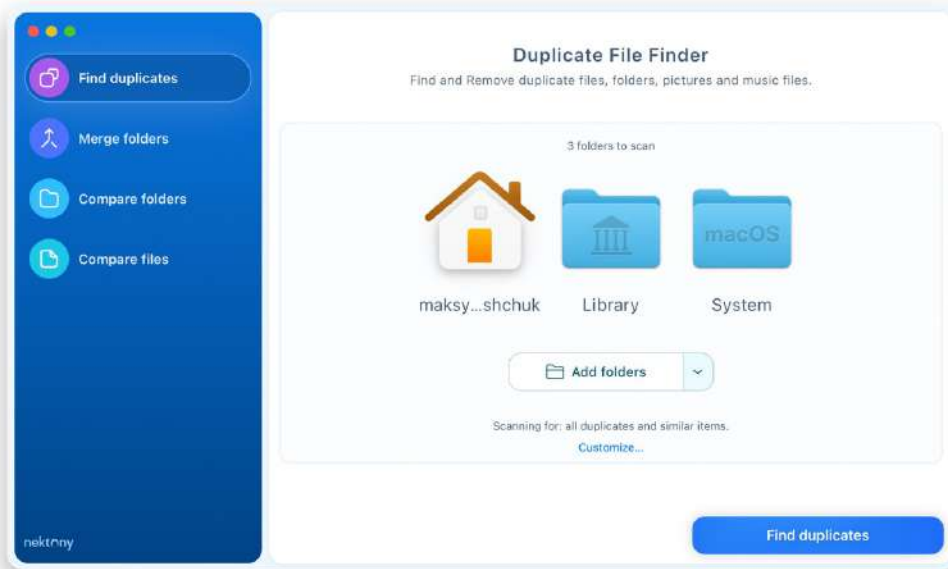 Find duplicates
Merge folders
Compare folders
Compare files
nektony
Duplicate File Finder
Find and Remove duplicate files, folders, pictures and music files.
3 folders to scan
macOS
maksy...shchuk Library System
Add folders
Scanning for: all duplicates and similar items.
Customize...
Find duplicates